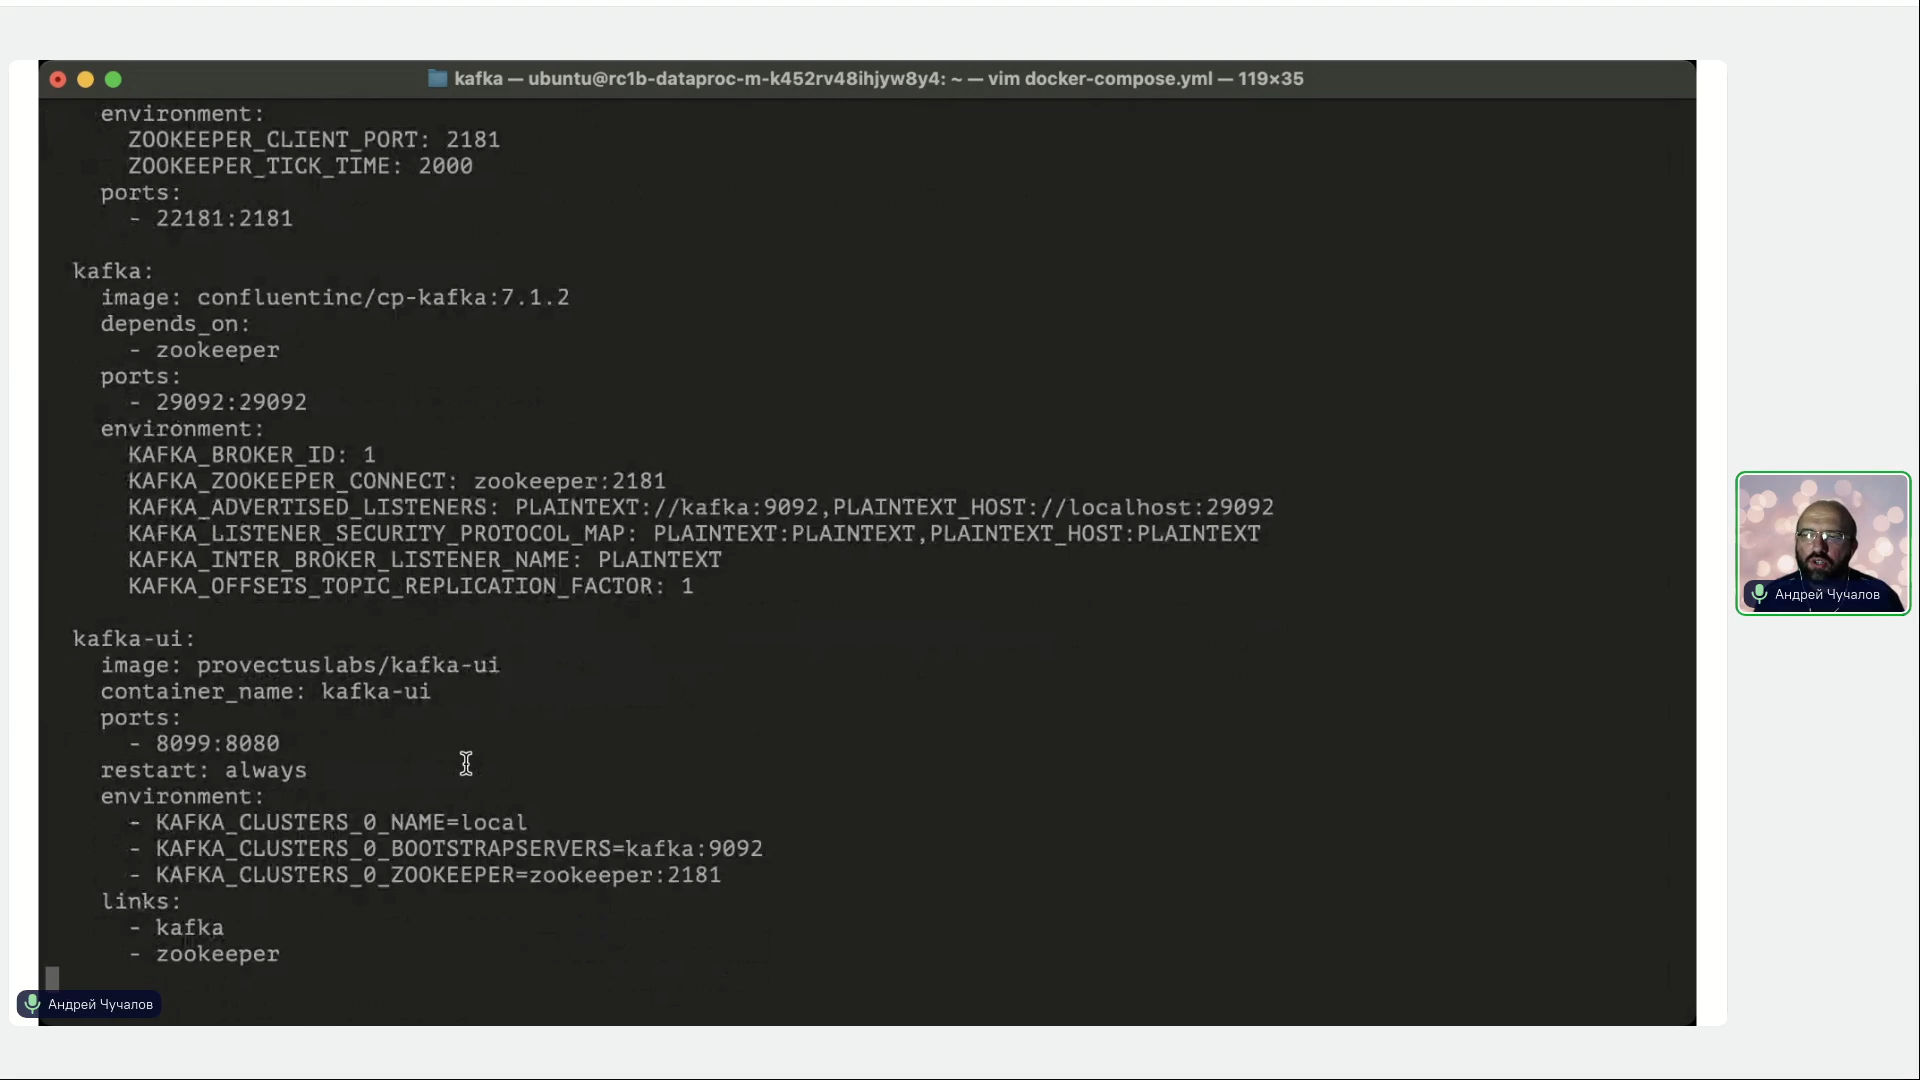 kafka — ubuntu@rc1b-dataproc-m-k452rv48ihjyw8y4: ~ — vim docker-compose.yml — 119×35
environment:
ZOOKEEPER_CLIENT_PORT: 2181
ZOOKEEPER_TICK_TIME: 2000
ports:
- 22181:2181
kafka:
image: confluentinc/cp-kafka:7.1.2
depends_on:
- zookeeper
ports:
- 29092:29092
environment:
KAFKA_BROKER_ID: 1
KAFKA_ZOOKEEPER_CONNECT: zookeeper:2181
KAFKA_ADVERTISED_LISTENERS: PLAINTEXT://kafka:9092,PLAINTEXT_HOST://localhost:29092
KAFKA_LISTENER_SECURITY_PROTOCOL_MAP: PLAINTEXT:PLAINTEXT,PLAINTEXT_HOST:PLAINTEXT
KAFKA_INTER_BROKER_LISTENER_NAME: PLAINTEXT
KAFKA_OFFSETS_TOPIC_REPLICATION_FACTOR: 1
kafka-ui:
image: provectuslabs/kafka-ui
container_name: kafka-ui
ports:
- 8099:8080
restart: always
environment:
- KAFKA_CLUSTERS_0_NAME=local
- KAFKA_CLUSTERS_0_BOOTSTRAPSERVERS=kafka:9092
- KAFKA_CLUSTERS_0_ZOOKEEPER=zookeeper:2181
links:
- kafka
- zookeeper
Андрей Чучалов
Андрей Чучалов